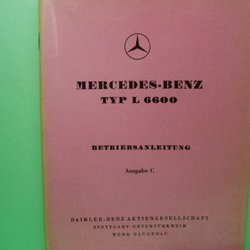 MERCEDES-BENZ
TYP L 6600
BETRIEBSANLEITUNG
Ausgabe C
DAIMLER-BENZ AKTIENGESELLSCHAFT
STUTTGART-UNTERTÜRKHEIM
WERK GAGGENAU